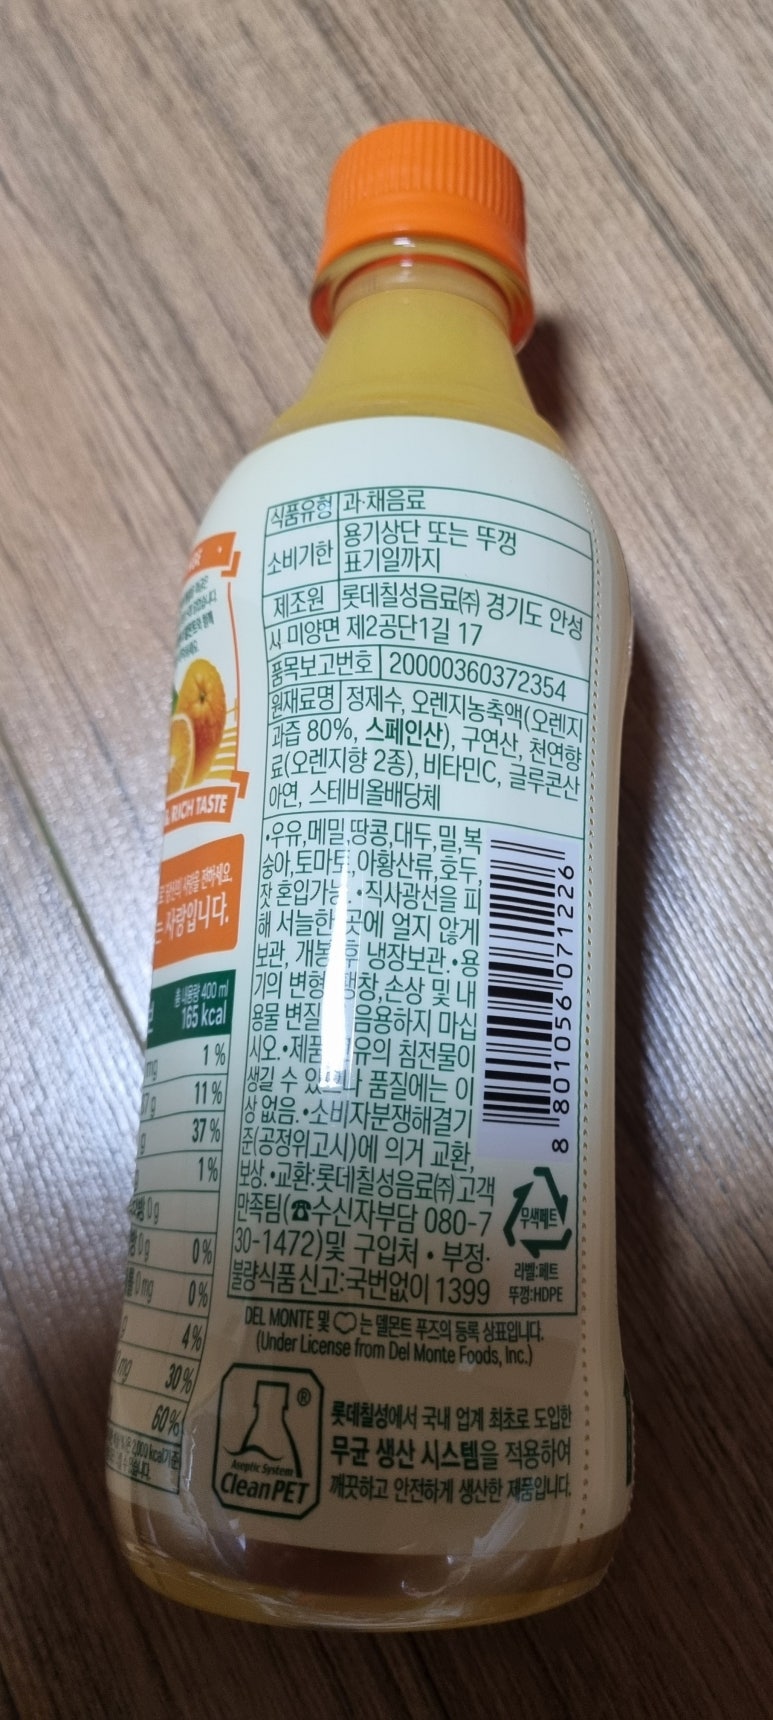 식품유형 과·채음료
소비기한 용기상단 또는 뚜껑
표기일까지
제조원 롯데칠성음료㈜ 경기도 안성
시 미양면 제2공단1길 17
품목보고번호 20000360372354
원재료명 정제수, 오렌지농축액(오렌지
과즙 80%, 스페인산), 구연산, 천연향
료(오렌지향 2종), 비타민C, 글루콘산
아연, 스테비올배당체
•우유,메밀,땅콩,대두,밀,복
숭아,토마토,아황산류,호두,
잣 혼입가능 •직사광선을 피
해 서늘한 곳에 얼지 않게
보관, 개봉 후 냉장보관.•용
기의 변형,팽창,손상 및 내
용물 변질 음용하지 마십
시오.•제품 고유의 침전물이
생길 수 있으나 품질에는 이
상 없음.•소비자분쟁해결기
준(공정위고시)에 의거 교환,
보상.•교환:롯데칠성음료㈜고객
만족팀(☎수신자부담 080-7
30-1472)및 구입처 • 부정·
불량식품 신고:국번없이 1399
8 801056 071226
무색페트
라벨:페트
뚜껑:HDPE
DEL MONTE 및 는 델몬트 푸즈의 등록 상표입니다.
(Under License from Del Monte Foods, Inc.)
®
Aseptic System
Clean PET
롯데칠성에서 국내 업계 최초로 도입한
무균 생산 시스템을 적용하여
깨끗하고 안전하게 생산한 제품입니다.
RICH TASTE
전하세요.
는 사랑입니다.
총 내용량 400 ml
165 kcal
mg 1 %
37g 11 %
g 37 %
1 %
0g
0g 0 %
0 mg 0 %
g 4 %
mg 30 %
60 %
2,000 kcal 기준